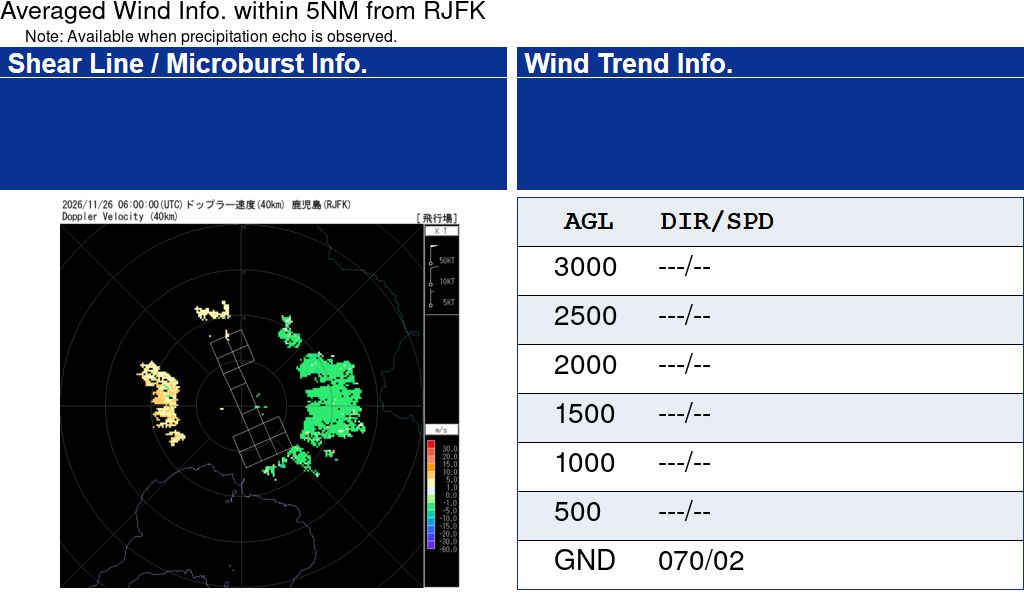 Averaged Wind Info. within 5NM from RJFK
Note: Available when precipitation echo is observed.
Shear Line / Microburst Info.
Wind Trend Info.
2026/11/26 06:00:00(UTC) ドップラー速度(40km) 鹿児島(RJFK)
Doppler Velocity (40km)
[飛行場]
K T
50KT
10KT
5KT
m/s
30.0
20.0
15.0
10.0
5.0
1.0
0.0
-1.0
-5.0
-10.0
-15.0
-20.0
-30.0
-60.0
AGL DIR/SPD
3000 ---/--
2500 ---/--
2000 ---/--
1500 ---/--
1000 ---/--
500 ---/--
GND 070/02